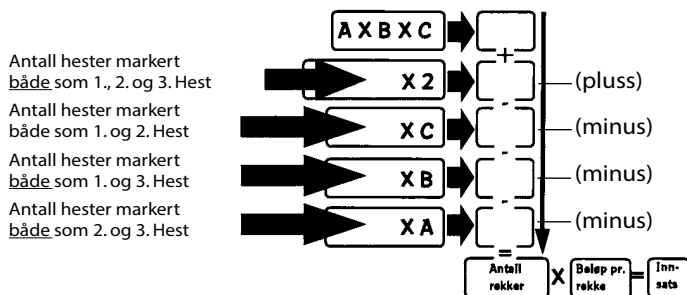 A X B X C
+
Antall hester markert
både som 1., 2. og 3. Hest
X 2
(pluss)
-
Antall hester markert
både som 1. og 2. Hest
X C
(minus)
-
Antall hester markert
både som 1. og 3. Hest
X B
(minus)
-
Antall hester markert
både som 2. og 3. Hest
X A
(minus)
=
Antall
rekker
X
Beløp pr.
rekke
=
Inn-
sats